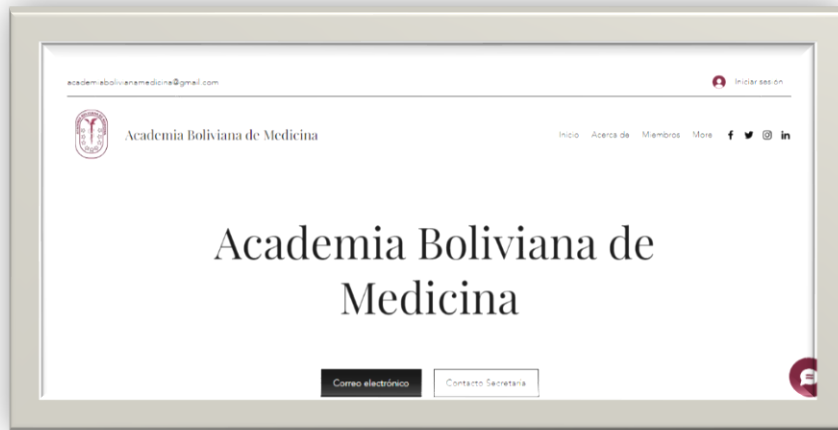 academiabolivianamedicina@gmail.com
Iniciar sesión
Academia Boliviana de Medicina
Inicio Acerca de Miembros More
Academia Boliviana de
Medicina
Correo electrónico
Contacto Secretaria